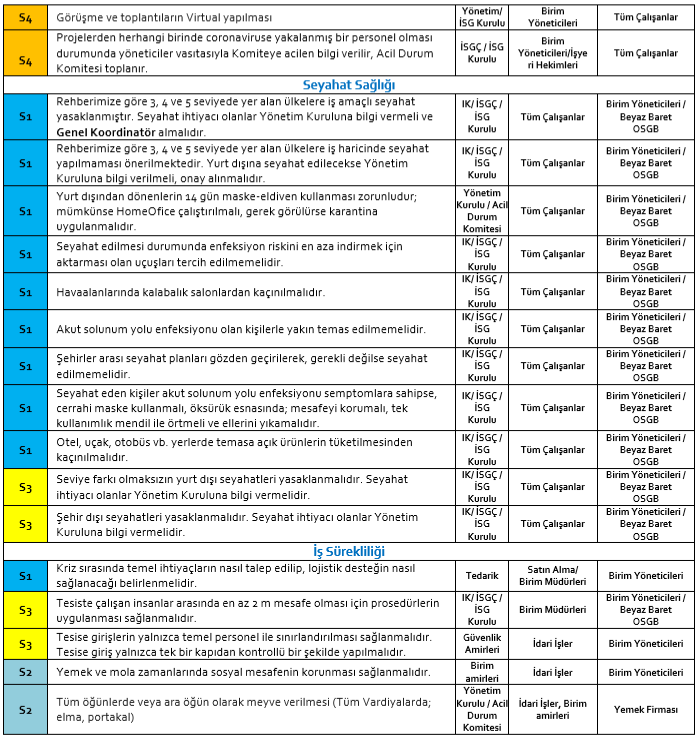 S4
Görüşme ve toplantıların Virtual yapılması
Yönetim/
İSG Kurulu
Birim
Yöneticileri
Tüm Çalışanlar
S4
Projelerden herhangi birinde coronaviruse yakalanmış bir personel olması
durumunda yöneticiler vasıtasıyla Komiteye acilen bilgi verilir, Acil Durum
Komitesi toplanır.
İSGÇ / İSG
Kurulu
Birim
Yöneticileri/İşye
ri Hekimleri
Tüm Çalışanlar
Seyahat Sağlığı
S1
Rehberimize göre 3, 4 ve 5 seviyede yer alan ülkelere iş amaçlı seyahat
yasaklanmıştır. Seyahat ihtiyacı olanlar Yönetim Kuruluna bilgi vermeli ve
Genel Koordinatör almalıdır.
IK/ İSGÇ /
İSG
Kurulu
Tüm Çalışanlar
Birim Yöneticileri /
Beyaz Baret
OSGB
S1
Rehberimize göre 3, 4 ve 5 seviyede yer alan ülkelere iş haricinde seyahat
yapılmaması önerilmektedir. Yurt dışına seyahat edilecekse Yönetim
Kuruluna bilgi verilmeli, onay alınmalıdır.
IK/ İSGÇ /
İSG
Kurulu
Tüm Çalışanlar
Birim Yöneticileri /
Beyaz Baret
OSGB
S1
Yurt dışından dönenlerin 14 gün maske-eldiven kullanması zorunludur;
mümkünse HomeOfice çalıştırılmalı, gerek görülürse karantina
uygulanmalıdır.
Yönetim
Kurulu / Acil
Durum
Komitesi
Tüm Çalışanlar
Birim Yöneticileri /
Beyaz Baret
OSGB
S1
Seyahat edilmesi durumunda enfeksiyon riskini en aza indirmek için
aktarması olan uçuşları tercih edilmemelidir.
IK/ İSGÇ /
İSG
Kurulu
Tüm Çalışanlar
Birim Yöneticileri /
Beyaz Baret
OSGB
S1
Havaalanlarında kalabalık salonlardan kaçınılmalıdır.
IK/ İSGÇ /
İSG
Kurulu
Tüm Çalışanlar
Birim Yöneticileri /
Beyaz Baret
OSGB
S1
Akut solunum yolu enfeksiyonu olan kişilerle yakın temas edilmemelidir.
IK/ İSGÇ /
İSG
Kurulu
Tüm Çalışanlar
Birim Yöneticileri /
Beyaz Baret
OSGB
S1
Şehirler arası seyahat planları gözden geçirilerek, gerekli değilse seyahat
edilmemelidir.
IK/ İSGÇ /
İSG
Kurulu
Tüm Çalışanlar
Birim Yöneticileri /
Beyaz Baret
OSGB
S1
Seyahat eden kişiler akut solunum yolu enfeksiyonu semptomlara sahipse,
cerrahi maske kullanmalı, öksürük esnasında; mesafeyi korumalı, tek
kullanımlık mendil ile örtmeli ve ellerini yıkamalıdır.
IK/ İSGÇ /
İSG
Kurulu
Tüm Çalışanlar
Birim Yöneticileri /
Beyaz Baret
OSGB
S1
Otel, uçak, otobüs vb. yerlerde temasa açık ürünlerin tüketilmesinden
kaçınılmalıdır.
IK/ İSGÇ /
İSG
Kurulu
Tüm Çalışanlar
Birim Yöneticileri /
Beyaz Baret
OSGB
S3
Seviye farkı olmaksızın yurt dışı seyahatleri yasaklanmalıdır. Seyahat
ihtiyacı olanlar Yönetim Kuruluna bilgi vermelidir.
IK/ İSGÇ /
İSG
Kurulu
Tüm Çalışanlar
Birim Yöneticileri /
Beyaz Baret
OSGB
S3
Şehir dışı seyahatleri yasaklanmalıdır. Seyahat ihtiyacı olanlar Yönetim
Kuruluna bilgi vermelidir.
IK/ İSGÇ /
İSG
Kurulu
Tüm Çalışanlar
Birim Yöneticileri /
Beyaz Baret
OSGB
İş Sürekliliği
S1
Kriz sırasında temel ihtiyaçların nasıl talep edilip, lojistik desteğin nasıl
sağlanacağı belirlenmelidir.
Tedarik
Satın Alma/
Birim Müdürleri
Birim Yöneticileri
S3
Tesiste çalışan insanlar arasında en az 2 m mesafe olması için prosedürlerin
uygulanması sağlanmalıdır.
IK/ İSGÇ /
İSG
Kurulu
Birim Müdürleri
Birim Yöneticileri /
Beyaz Baret
OSGB
S3
Tesise girişlerin yalnızca temel personel ile sınırlandırılması sağlanmalıdır.
Tesise giriş yalnızca tek bir kapıdan kontrollü bir şekilde yapılmalıdır.
Güvenlik
Amirleri
İdari İşler
Birim Yöneticileri
S2
Yemek ve mola zamanlarında sosyal mesafenin korunması sağlanmalıdır.
Birim
amirleri
İdari İşler
Birim Yöneticileri
S2
Tüm öğünlerde veya ara öğün olarak meyve verilmesi (Tüm Vardiyalarda;
elma, portakal)
Yönetim
Kurulu / Acil
Durum
Komitesi
İdari İşler, Birim
amirleri
Yemek Firması